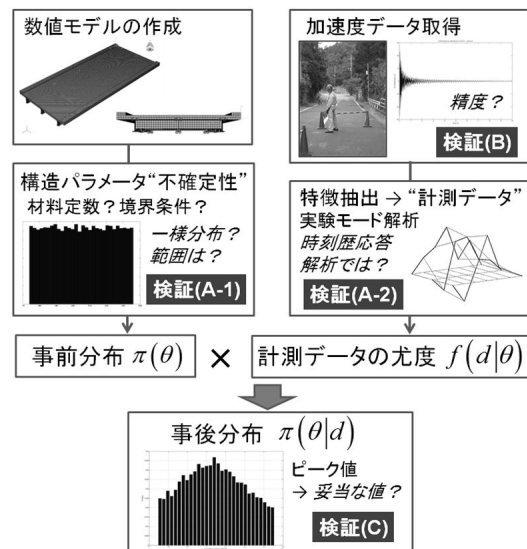 数値モデルの作成
加速度データ取得
精度？
検証(B)
構造パラメータ“不確定性”
材料定数？境界条件？
一様分布？
範囲は？
検証(A-1)
特徴抽出 → “計測データ”
実験モード解析
時刻歴応答
解析では？
検証(A-2)
事前分布 π(θ)
×
計測データの尤度 f(d|θ)
事後分布 π(θ|d)
ピーク値
→ 妥当な値？
検証(C)